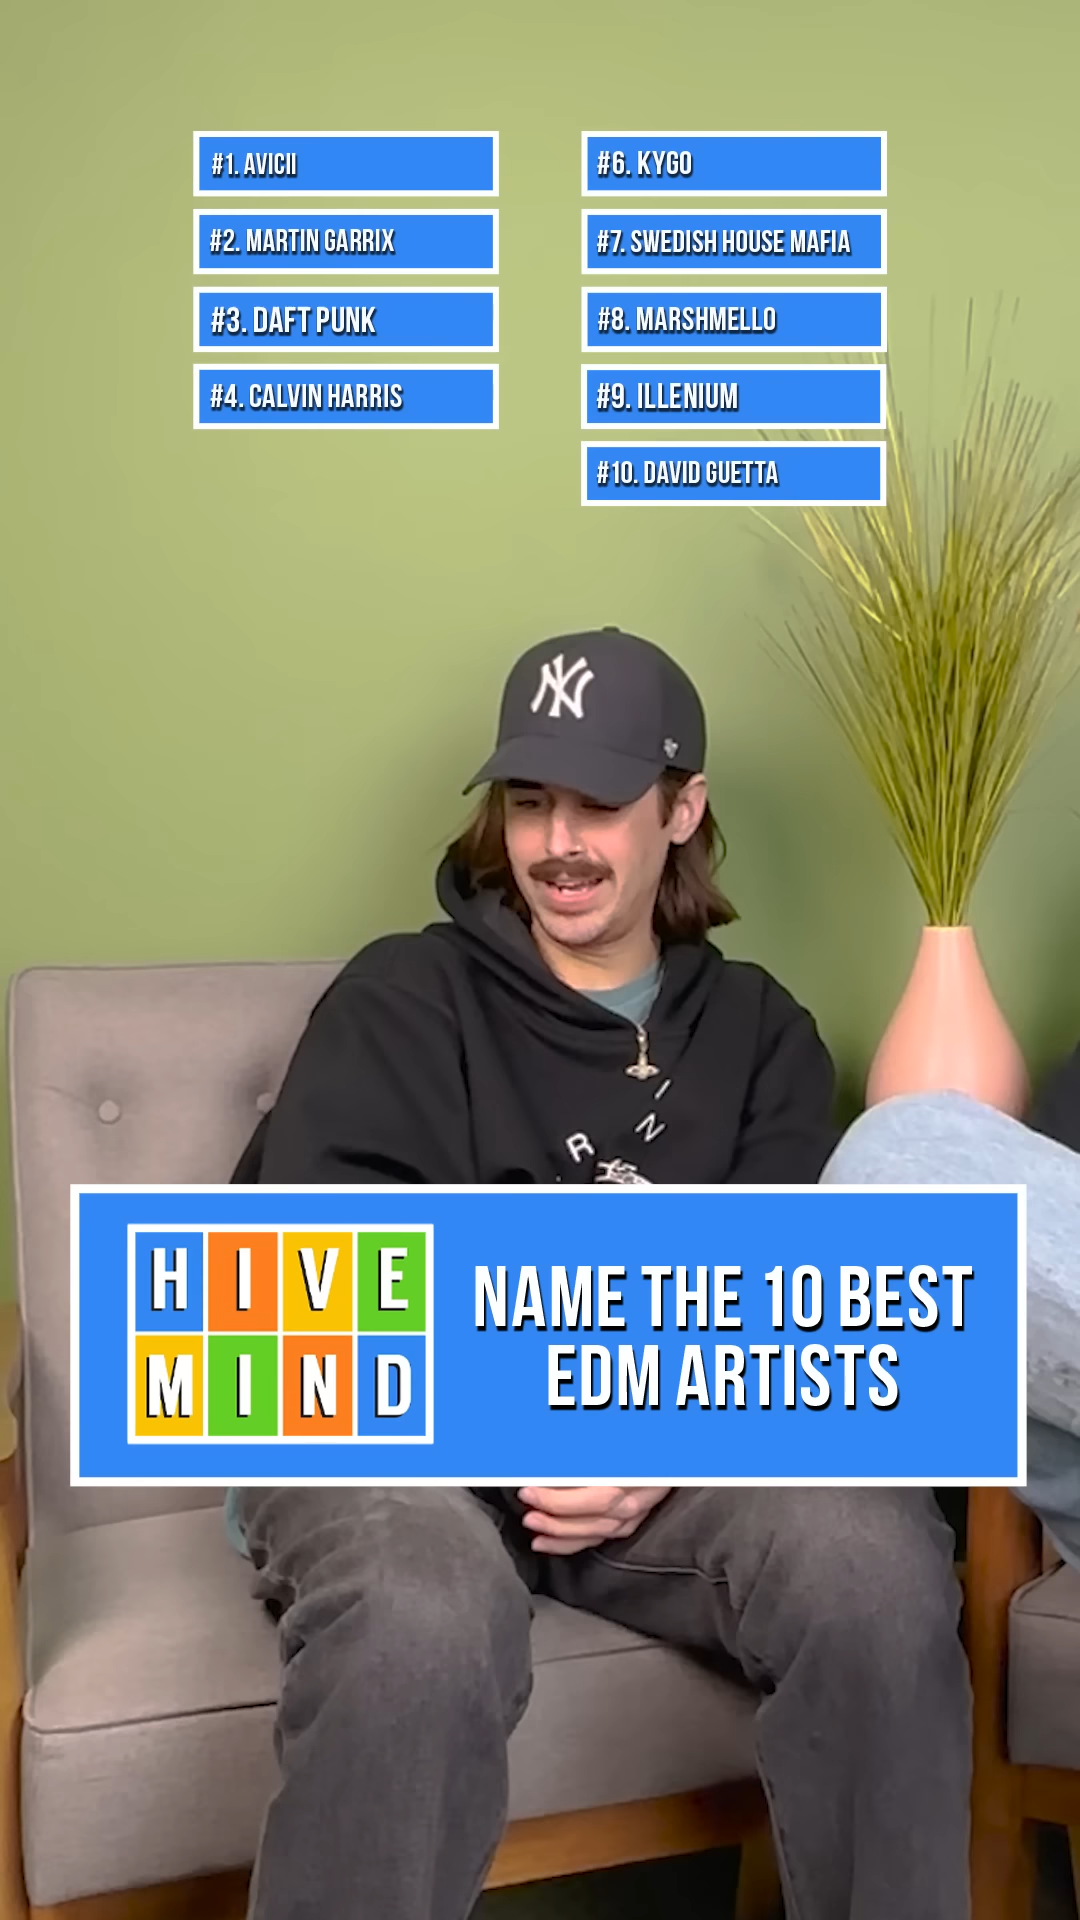 #1. AVICII
#2. MARTIN GARRIX
#3. DAFT PUNK
#4. CALVIN HARRIS
#6. KYGO
#7. SWEDISH HOUSE MAFIA
#8. MARSHMELLO
#9. ILLENIUM
#10. DAVID GUETTA
NY
R N I
HIVE
MIND
NAME THE 10 BEST
EDM ARTISTS